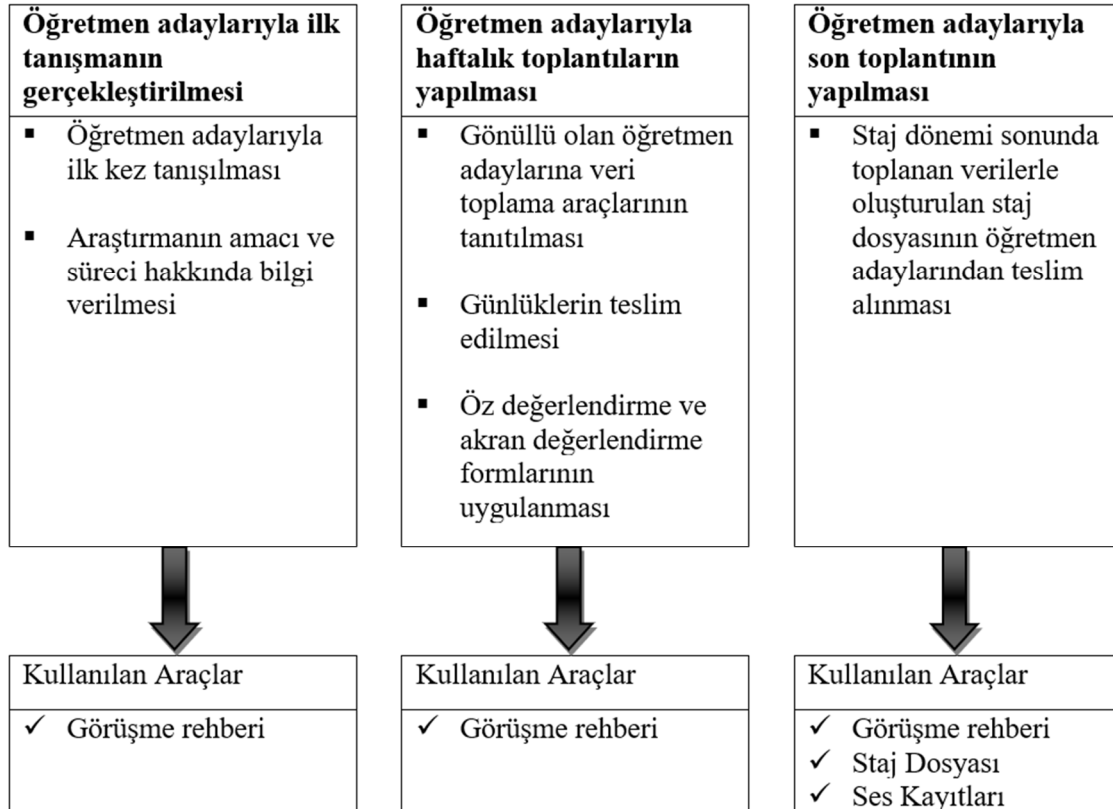 Öğretmen adaylarıyla ilk
tanışmanın
gerçekleştirilmesi
▪ Öğretmen adaylarıyla
ilk kez tanışılması
▪ Araştırmanın amacı ve
süreci hakkında bilgi
verilmesi
Kullanılan Araçlar
✓ Görüşme rehberi
Öğretmen adaylarıyla
haftalık toplantıların
yapılması
▪ Gönüllü olan öğretmen
adaylarına veri
toplama araçlarının
tanıtılması
▪ Günlüklerin teslim
edilmesi
▪ Öz değerlendirme ve
akran değerlendirme
formlarının
uygulanması
Kullanılan Araçlar
✓ Görüşme rehberi
Öğretmen adaylarıyla
son toplantının
yapılması
▪ Staj dönemi sonunda
toplanan verilerle
oluşturulan staj
dosyasının öğretmen
adaylarından teslim
alınması
Kullanılan Araçlar
✓ Görüşme rehberi
✓ Staj Dosyası
✓ Ses Kayıtları